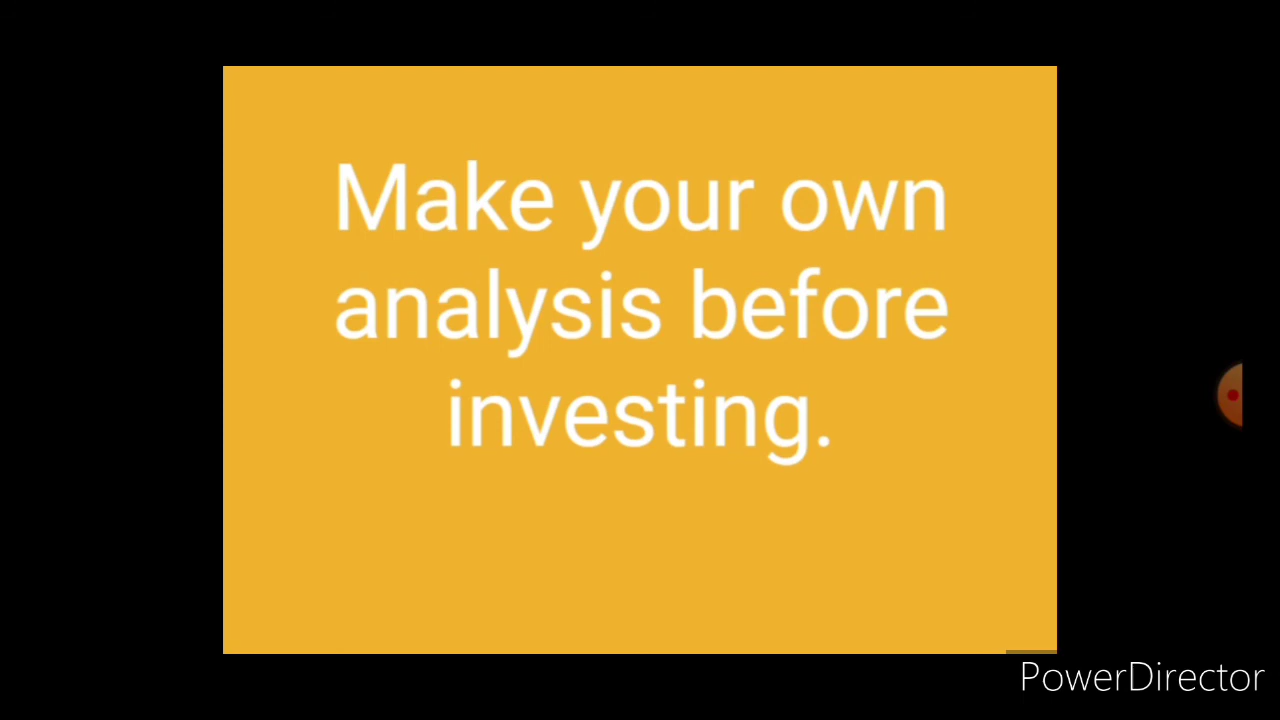 Make your own
analysis before
investing.
PowerDirector